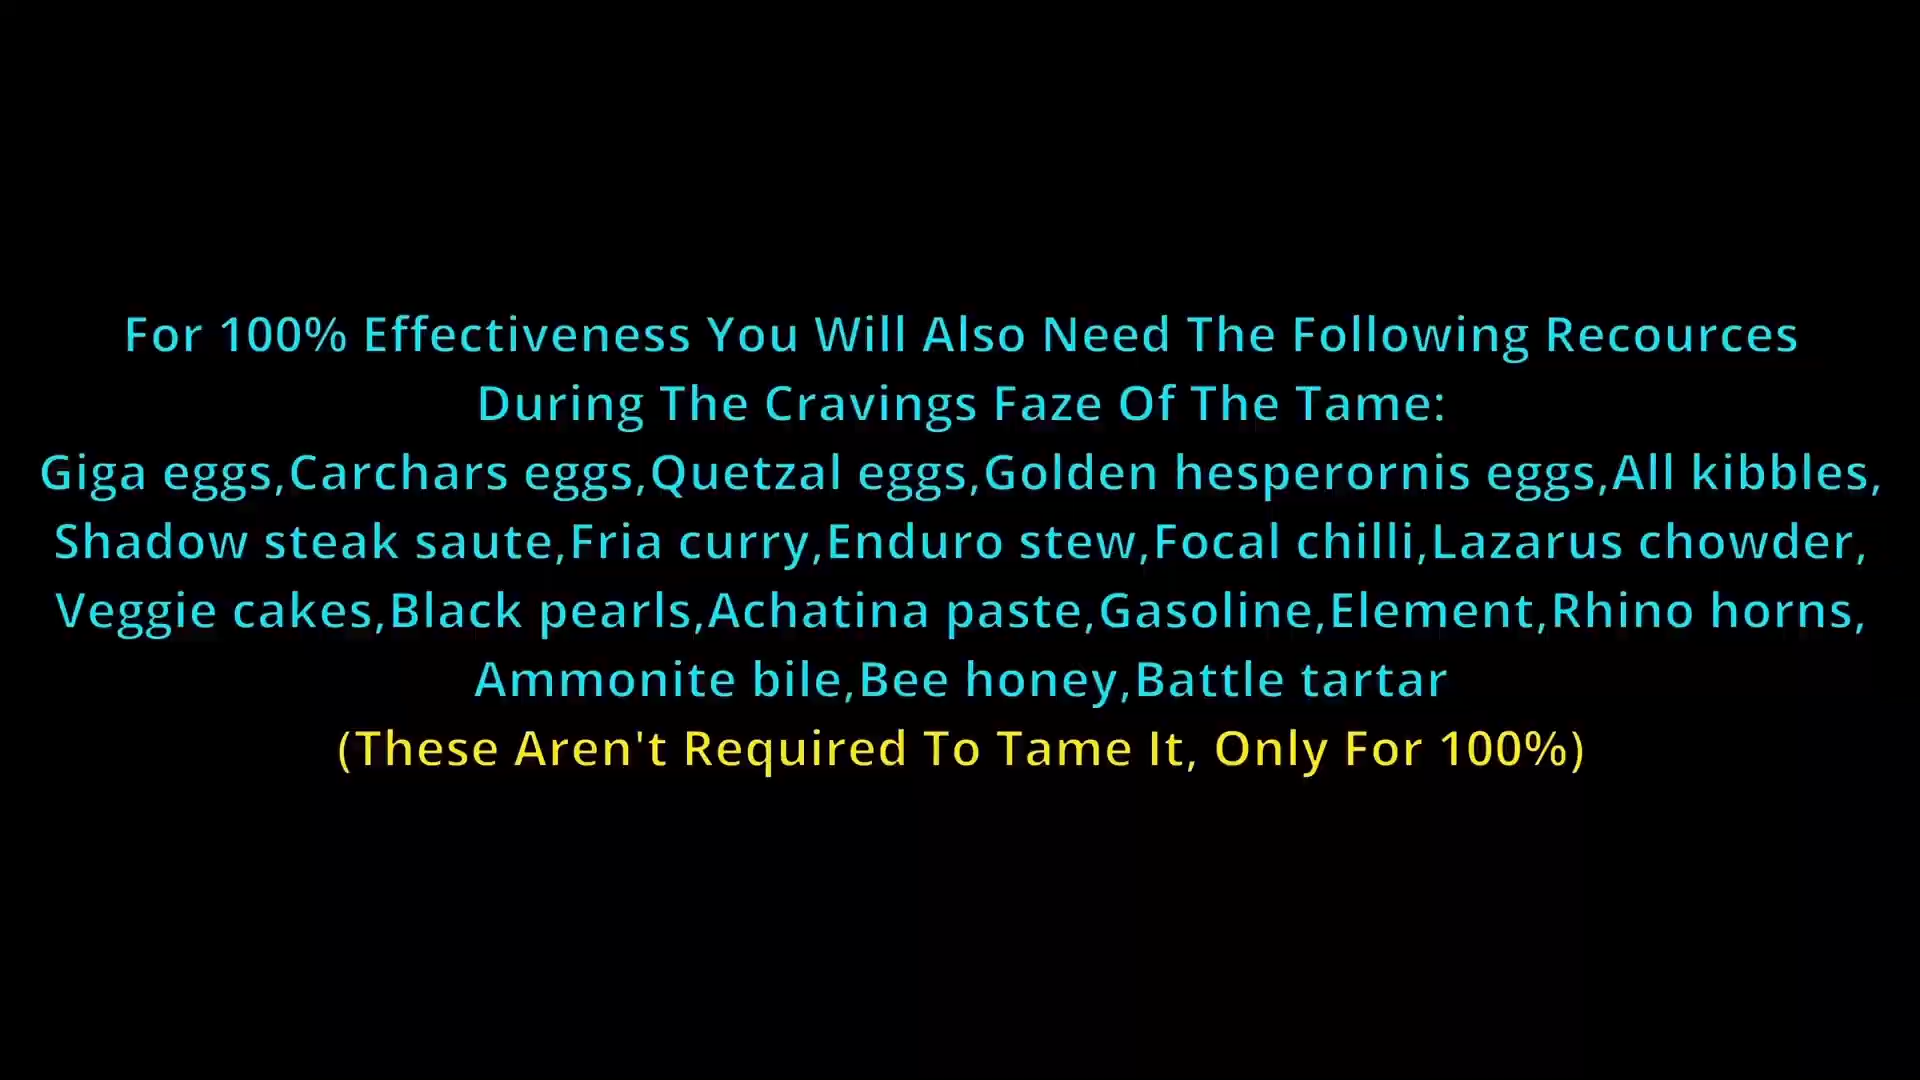 For 100% Effectiveness You Will Also Need The Following Recources
During The Cravings Faze Of The Tame:
Giga eggs,Carchars eggs,Quetzal eggs,Golden hesperornis eggs,All kibbles,
Shadow steak saute,Fria curry,Enduro stew,Focal chilli,Lazarus chowder,
Veggie cakes,Black pearls,Achatina paste,Gasoline,Element,Rhino horns,
Ammonite bile,Bee honey,Battle tartar
(These Aren't Required To Tame It, Only For 100%)